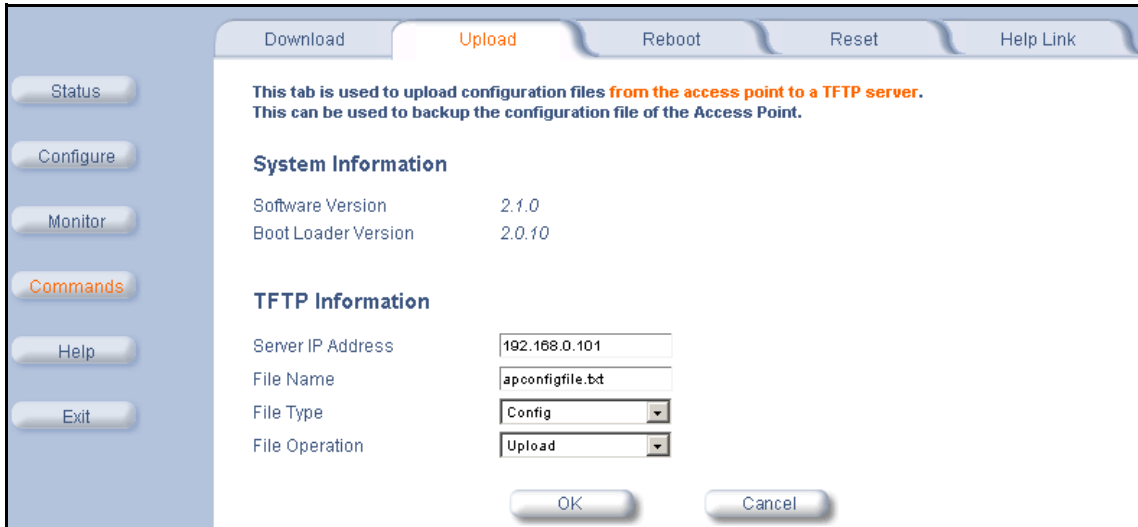 Download Upload Reboot Reset Help Link
Status
Configure
Monitor
Commands
Help
Exit
This tab is used to upload configuration files from the access point to a TFTP server.
This can be used to backup the configuration file of the Access Point.
System Information
Software Version 2.1.0
Boot Loader Version 2.0.10
TFTP Information
Server IP Address 192.168.0.101
File Name apconfigfile.txt
File Type Config
File Operation Upload
OK Cancel